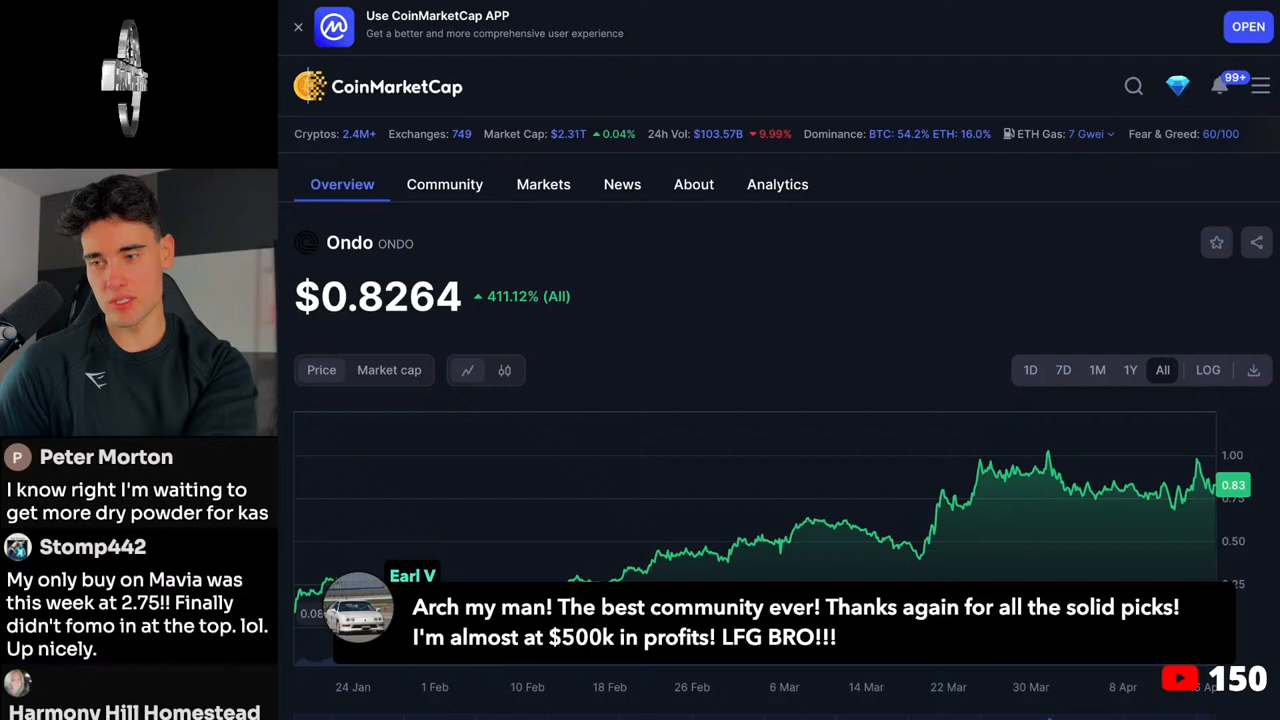 Use CoinMarketCap APP
Get a better and more comprehensive user experience
OPEN
CoinMarketCap
99+
Cryptos: 2.4M+ Exchanges: 749 Market Cap: $2.31T 0.04% 24h Vol: $103.57B 9.99% Dominance: BTC: 54.2% ETH: 16.0% ETH Gas: 7 Gwei Fear & Greed: 60/100
Overview Community Markets News About Analytics
Ondo ONDO
$0.8264 411.12% (All)
Price Market cap
1D 7D 1M 1Y All LOG
1.00
0.83
0.75
0.50
0.08
24 Jan 1 Feb 10 Feb 18 Feb 26 Feb 6 Mar 14 Mar 22 Mar 30 Mar 8 Apr
Earl V
Arch my man! The best community ever! Thanks again for all the solid picks!
I'm almost at $500k in profits! LFG BRO!!!
150
P Peter Morton
I know right I'm waiting to
get more dry powder for kas
Stomp442
My only buy on Mavia was
this week at 2.75!! Finally
didn't fomo in at the top. lol.
Up nicely.
Harmony Hill Homestead